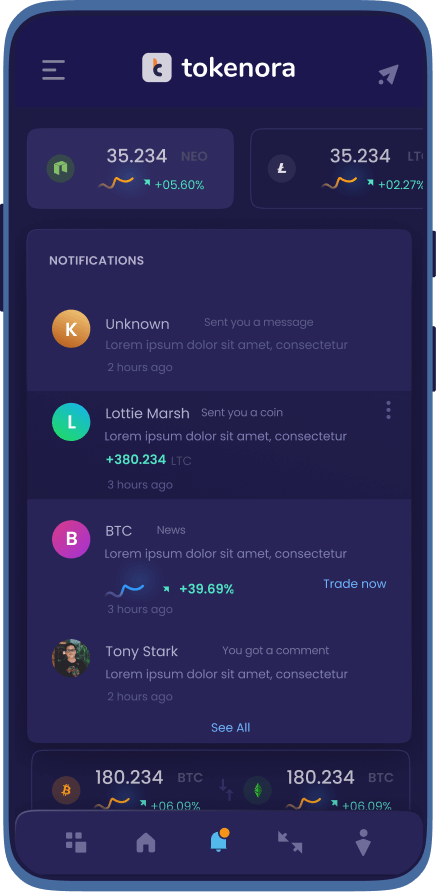 tokenora
35.234 NEO
+05.60%
35.234 LTC
+02.27%
NOTIFICATIONS
K
Unknown Sent you a message
Lorem ipsum dolor sit amet, consectetur
2 hours ago
L
Lottie Marsh Sent you a coin
Lorem ipsum dolor sit amet, consectetur
+380.234 LTC
3 hours ago
B
BTC News
Lorem ipsum dolor sit amet, consectetur
+39.69% Trade now
3 hours ago
Tony Stark You got a comment
Lorem ipsum dolor sit amet, consectetur
2 hours ago
See All
180.234 BTC
+06.09%
180.234 BTC
+06.09%